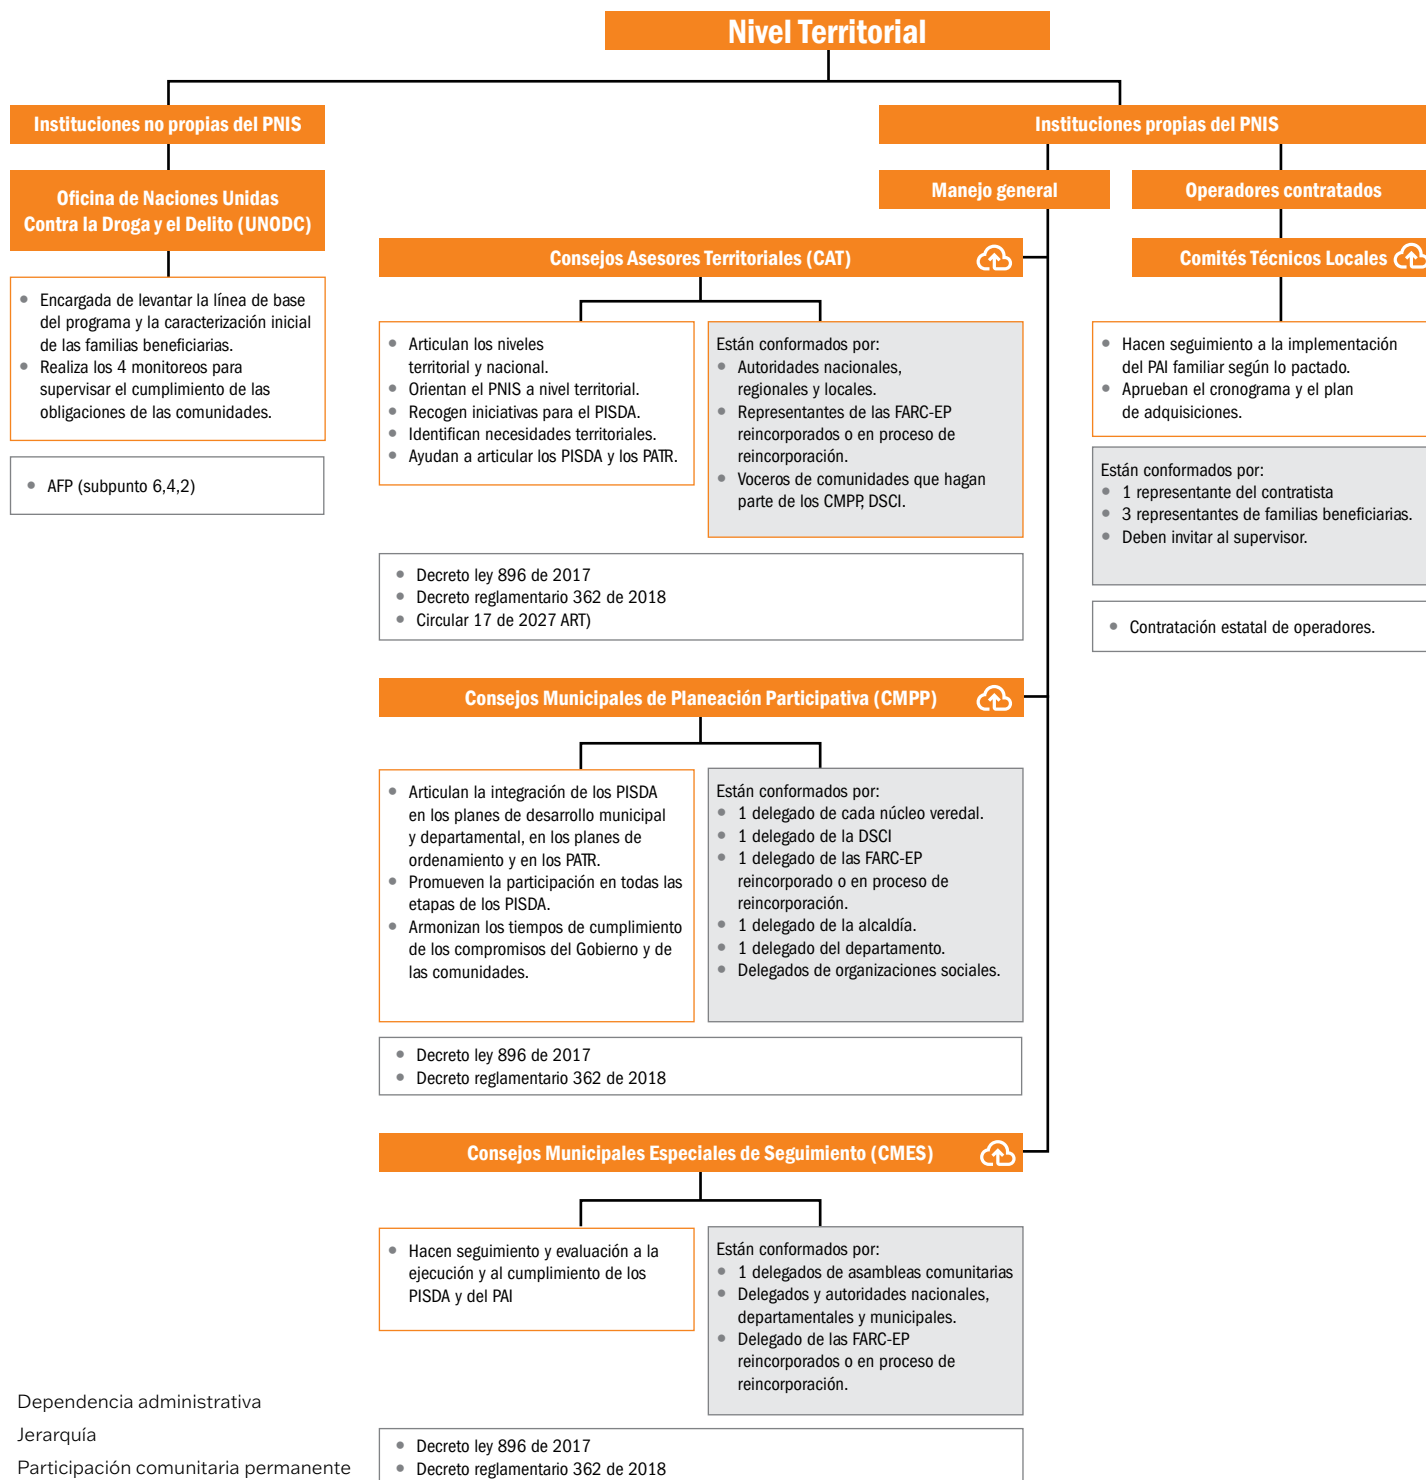 Nivel Territorial
Instituciones no propias del PNIS
Oficina de Naciones Unidas
Contra la Droga y el Delito (UNODC)
• Encargada de levantar la línea de base
del programa y la caracterización inicial
de las familias beneficiarias.
• Realiza los 4 monitoreos para
supervisar el cumplimiento de las
obligaciones de las comunidades.
• AFP (subpunto 6,4,2)
Instituciones propias del PNIS
Manejo general
Consejos Asesores Territoriales (CAT)
• Articulan los niveles
territorial y nacional.
• Orientan el PNIS a nivel territorial.
• Recogen iniciativas para el PISDA.
• Identifican necesidades territoriales.
• Ayudan a articular los PISDA y los PATR.
Están conformados por:
• Autoridades nacionales,
regionales y locales.
• Representantes de las FARC-EP
reincorporados o en proceso de
reincorporación.
• Voceros de comunidades que hagan
parte de los CMPP, DSCI.
• Decreto ley 896 de 2017
• Decreto reglamentario 362 de 2018
• Circular 17 de 2027 ART)
Consejos Municipales de Planeación Participativa (CMPP)
• Articulan la integración de los PISDA
en los planes de desarrollo municipal
y departamental, en los planes de
ordenamiento y en los PATR.
• Promueven la participación en todas las
etapas de los PISDA.
• Armonizan los tiempos de cumplimiento
de los compromisos del Gobierno y de
las comunidades.
Están conformados por:
• 1 delegado de cada núcleo veredal.
• 1 delegado de la DSCI
• 1 delegado de las FARC-EP
reincorporado o en proceso de
reincorporación.
• 1 delegado de la alcaldía.
• 1 delegado del departamento.
• Delegados de organizaciones sociales.
• Decreto ley 896 de 2017
• Decreto reglamentario 362 de 2018
Consejos Municipales Especiales de Seguimiento (CMES)
• Hacen seguimiento y evaluación a la
ejecución y al cumplimiento de los
PISDA y del PAI
Están conformados por:
• 1 delegados de asambleas comunitarias
• Delegados y autoridades nacionales,
departamentales y municipales.
• Delegado de las FARC-EP
reincorporados o en proceso de
reincorporación.
• Decreto ley 896 de 2017
• Decreto reglamentario 362 de 2018
Operadores contratados
Comités Técnicos Locales
• Hacen seguimiento a la implementación
del PAI familiar según lo pactado.
• Aprueban el cronograma y el plan
de adquisiciones.
Están conformados por:
• 1 representante del contratista
• 3 representantes de familias beneficiarias.
• Deben invitar al supervisor.
• Contratación estatal de operadores.
Dependencia administrativa
Jerarquía
Participación comunitaria permanente